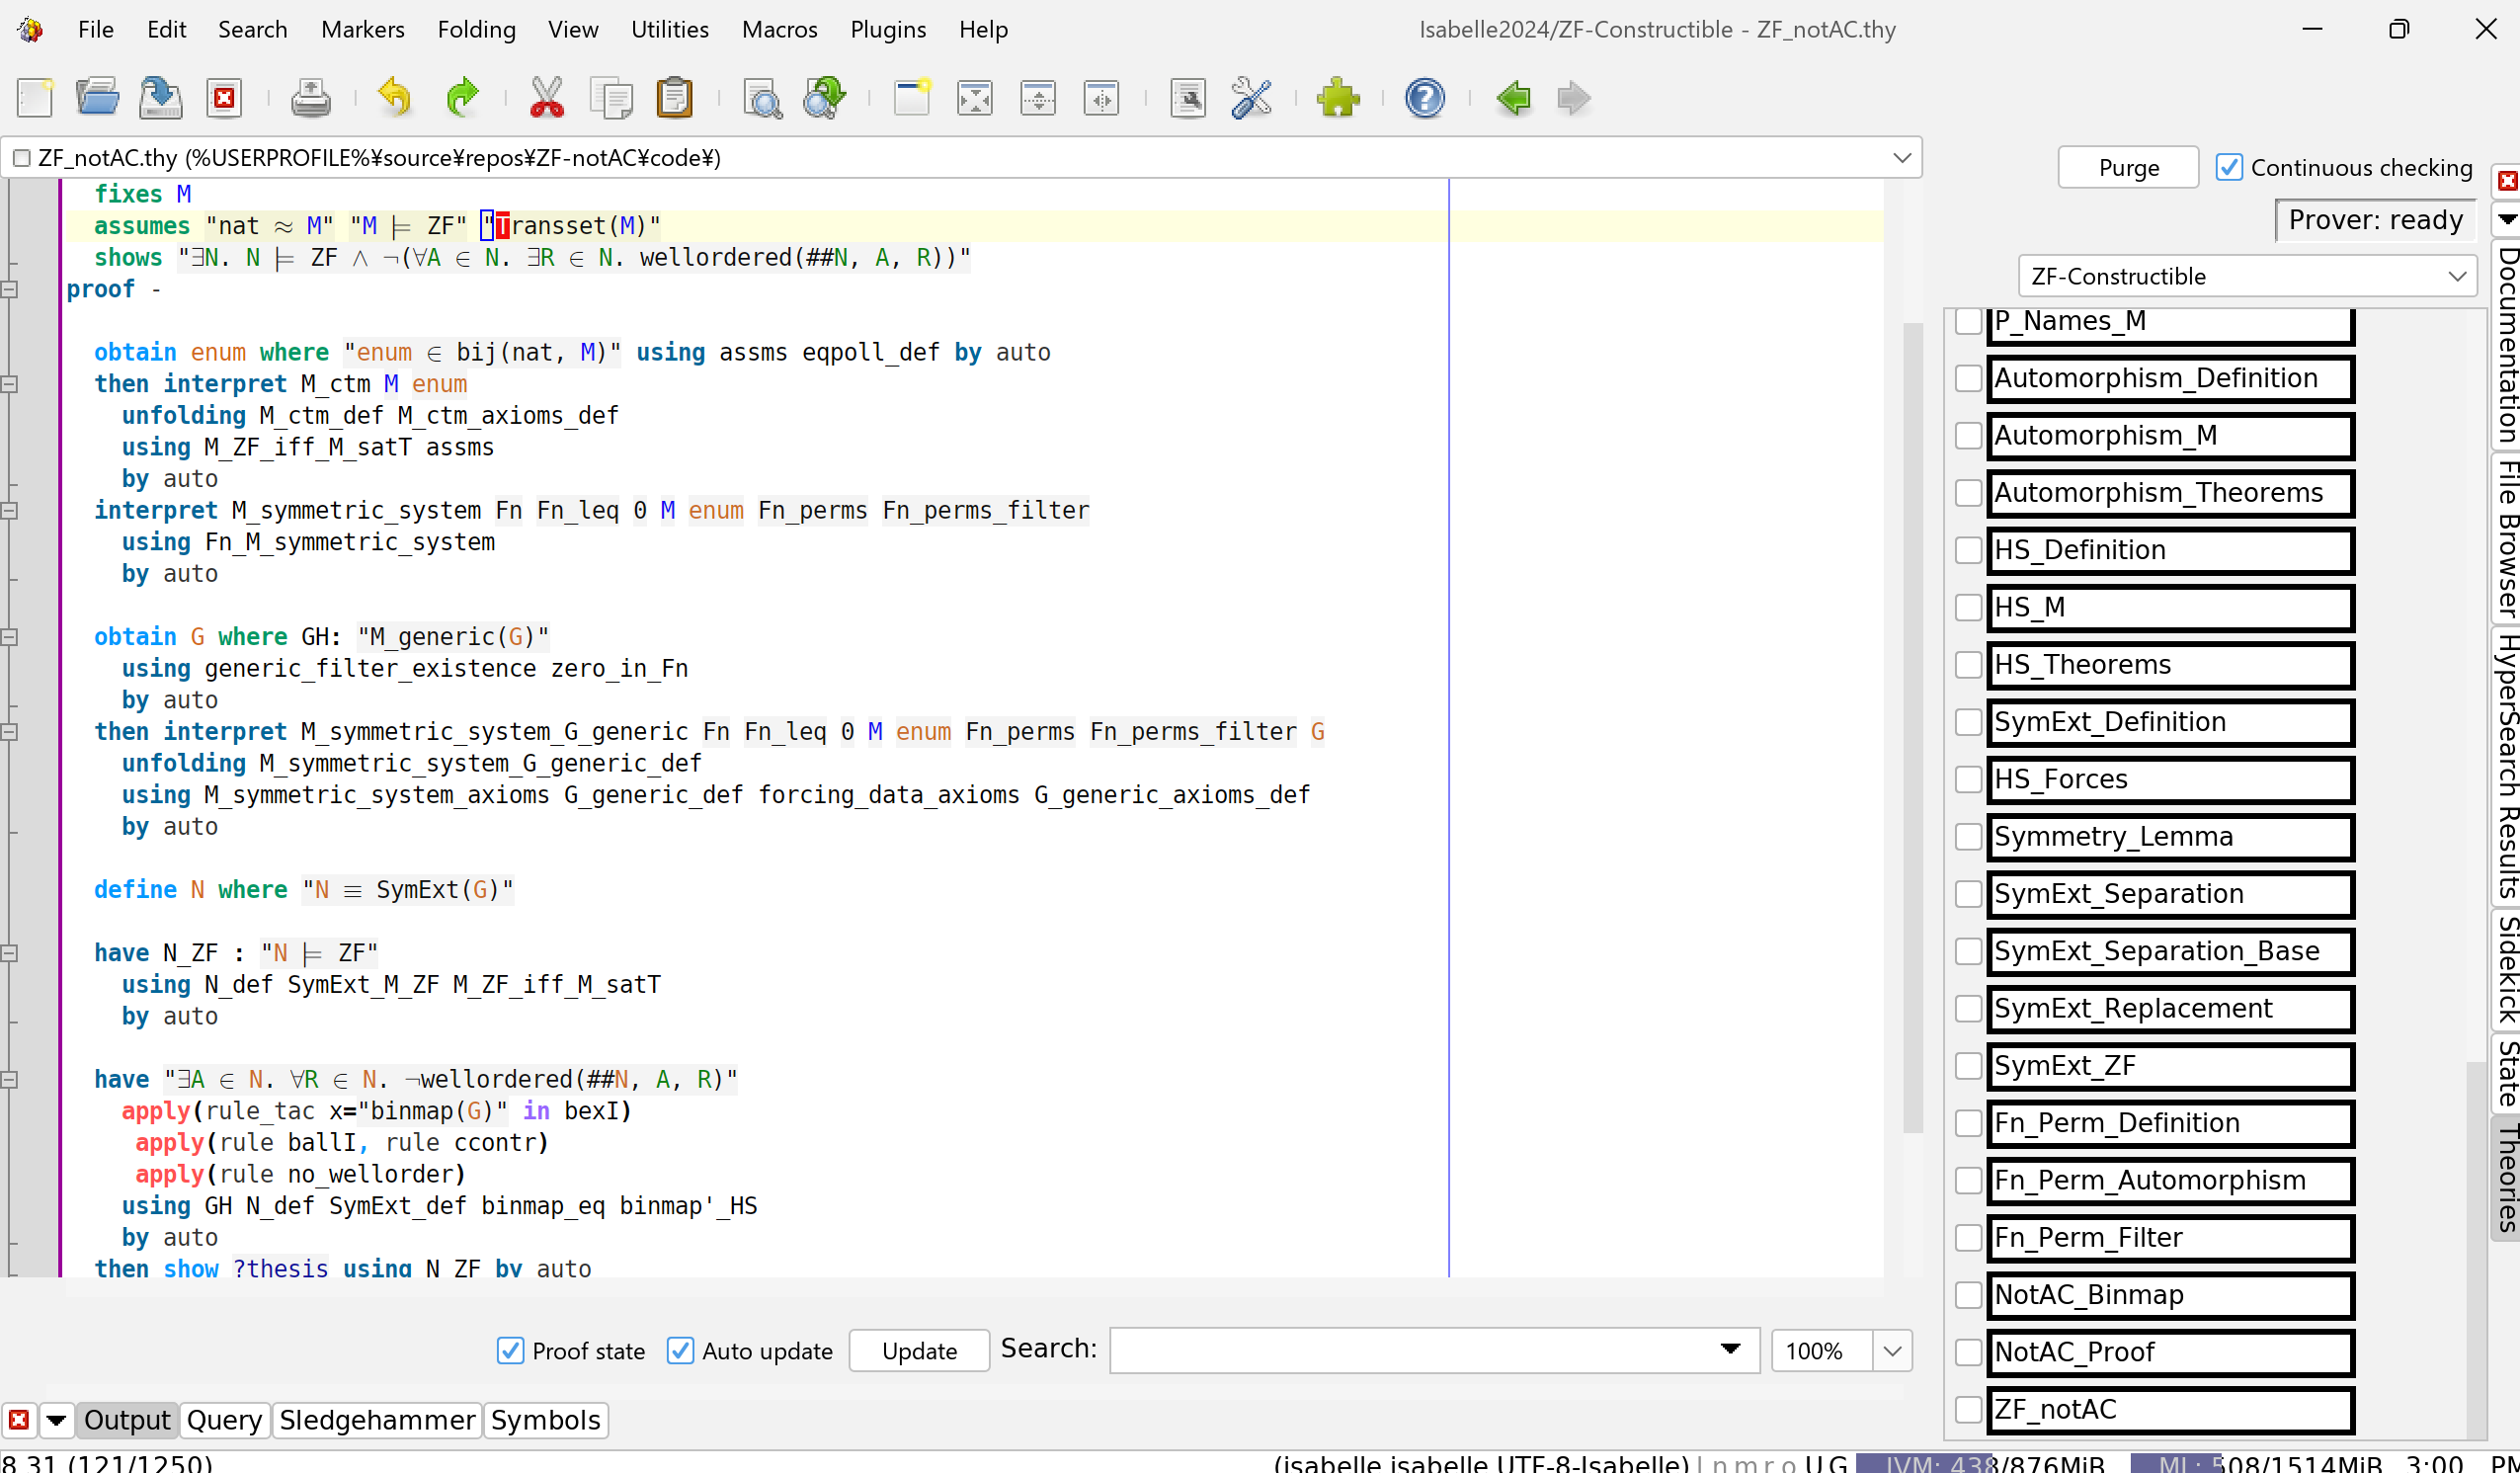 File Edit Search Markers Folding View Utilities Macros Plugins Help
Isabelle2024/ZF-Constructible - ZF_notAC.thy
ZF_notAC.thy (%USERPROFILE%¥source¥repos¥ZF-notAC¥code¥)
fixes M
assumes "nat ≈ M" "M ⊨ ZF" "Transset(M)"
shows "∃N. N ⊨ ZF ∧ ¬(∀A ∈ N. ∃R ∈ N. wellordered(##N, A, R))"
proof -
obtain enum where "enum ∈ bij(nat, M)" using assms eqpoll_def by auto
then interpret M_ctm M enum
unfolding M_ctm_def M_ctm_axioms_def
using M_ZF_iff_M_satT assms
by auto
interpret M_symmetric_system Fn Fn_leq 0 M enum Fn_perms Fn_perms_filter
using Fn_M_symmetric_system
by auto
obtain G where GH: "M_generic(G)"
using generic_filter_existence zero_in_Fn
by auto
then interpret M_symmetric_system_G_generic Fn Fn_leq 0 M enum Fn_perms Fn_perms_filter G
unfolding M_symmetric_system_G_generic_def
using M_symmetric_system_axioms G_generic_def forcing_data_axioms G_generic_axioms_def
by auto
define N where "N ≡ SymExt(G)"
have N_ZF : "N ⊨ ZF"
using N_def SymExt_M_ZF M_ZF_iff_M_satT
by auto
have "∃A ∈ N. ∀R ∈ N. ¬wellordered(##N, A, R)"
apply(rule_tac x="binmap(G)" in bexI)
apply(rule ballI, rule ccontr)
apply(rule no_wellorder)
using GH N_def SymExt_def binmap_eq binmap'_HS
by auto
then show ?thesis using N_ZF by auto
Proof state Auto update Update Search: 100%
Output Query Sledgehammer Symbols
8,31 (121/1250)
(isabelle,isabelle,UTF-8-Isabelle) | n m r o U G JVM: 438/876MiB ML: 508/1514MiB 3:00 PM
Purge Continuous checking
Prover: ready
ZF-Constructible
P_Names_M
Automorphism_Definition
Automorphism_M
Automorphism_Theorems
HS_Definition
HS_M
HS_Theorems
SymExt_Definition
HS_Forces
Symmetry_Lemma
SymExt_Separation
SymExt_Separation_Base
SymExt_Replacement
SymExt_ZF
Fn_Perm_Definition
Fn_Perm_Automorphism
Fn_Perm_Filter
NotAC_Binmap
NotAC_Proof
ZF_notAC
Documentation
File Browser
HyperSearch Results
Sidekick
State
Theories